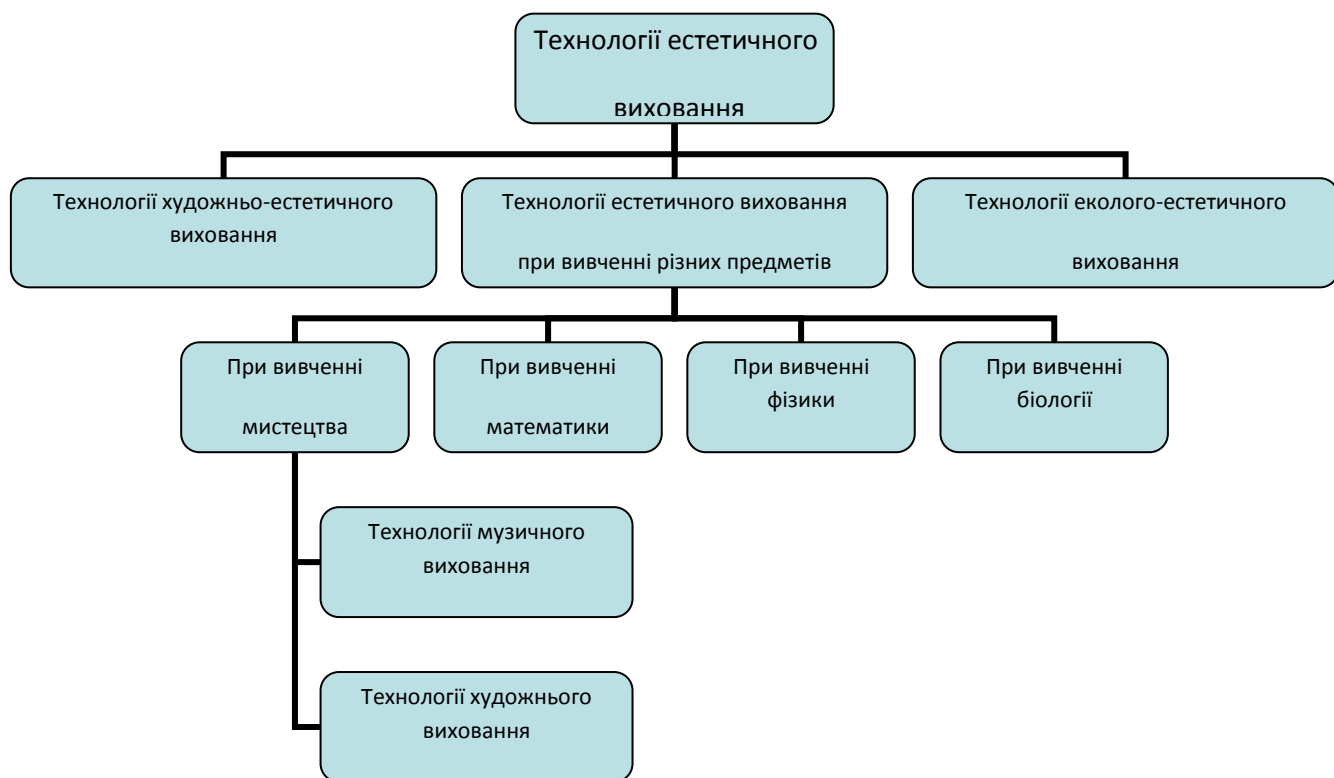 Технології естетичного
виховання
Технології художньо-естетичного
виховання
Технології естетичного виховання
при вивченні різних предметів
Технології еколого-естетичного
виховання
При вивченні
мистецтва
При вивченні
математики
При вивченні
фізики
При вивченні
біології
Технології музичного
виховання
Технології художнього
виховання